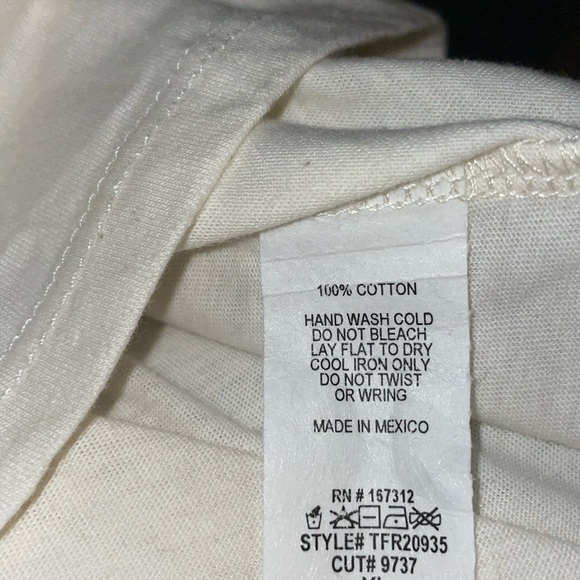 100% COTTON
HAND WASH COLD
DO NOT BLEACH
LAY FLAT TO DRY
COOL IRON ONLY
DO NOT TWIST
OR WRING
MADE IN MEXICO
RN # 167312
STYLE# TFR20935
CUT# 9737